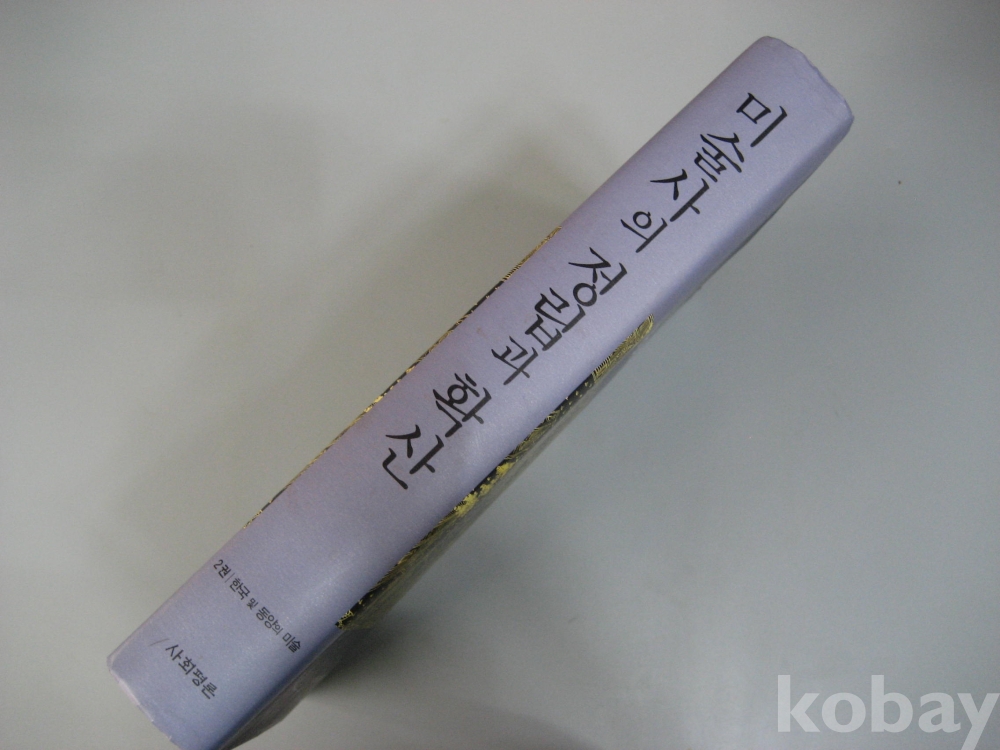 미술사의 정립과 확산
2권 | 한국 및 동양의 미술
/ 사회평론
kobay